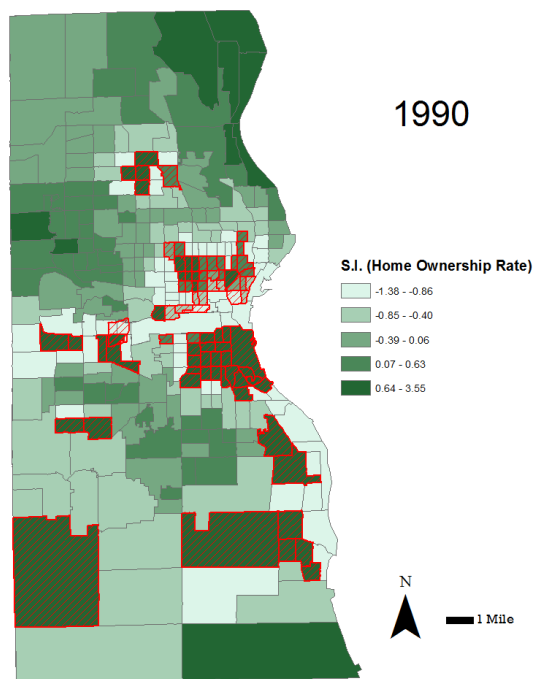 1990
S.I. (Home Ownership Rate)
-1.38 - -0.86
-0.85 - -0.40
-0.39 - 0.06
0.07 - 0.63
0.64 - 3.55
N
1 Mile